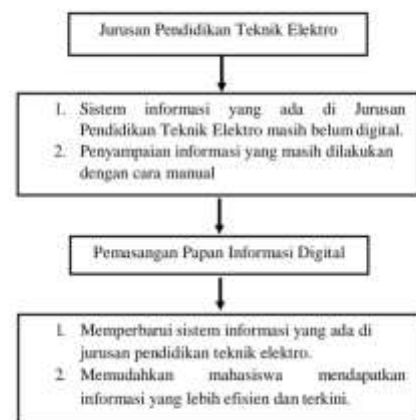 Jurusan Pendidikan Teknik Elektro
1. Sistem informasi yang ada di Jurusan
Pendidikan Teknik Elektro masih belum digital.
2. Penyampaian informasi yang masih dilakukan
dengan cara manual
Pemasangan Papan Informasi Digital
1. Memperbarui sistem informasi yang ada di
jurusan pendidikan teknik elektro.
2. Memudahkan mahasiswa mendapatkan
informasi yang lebih efisien dan terkini.